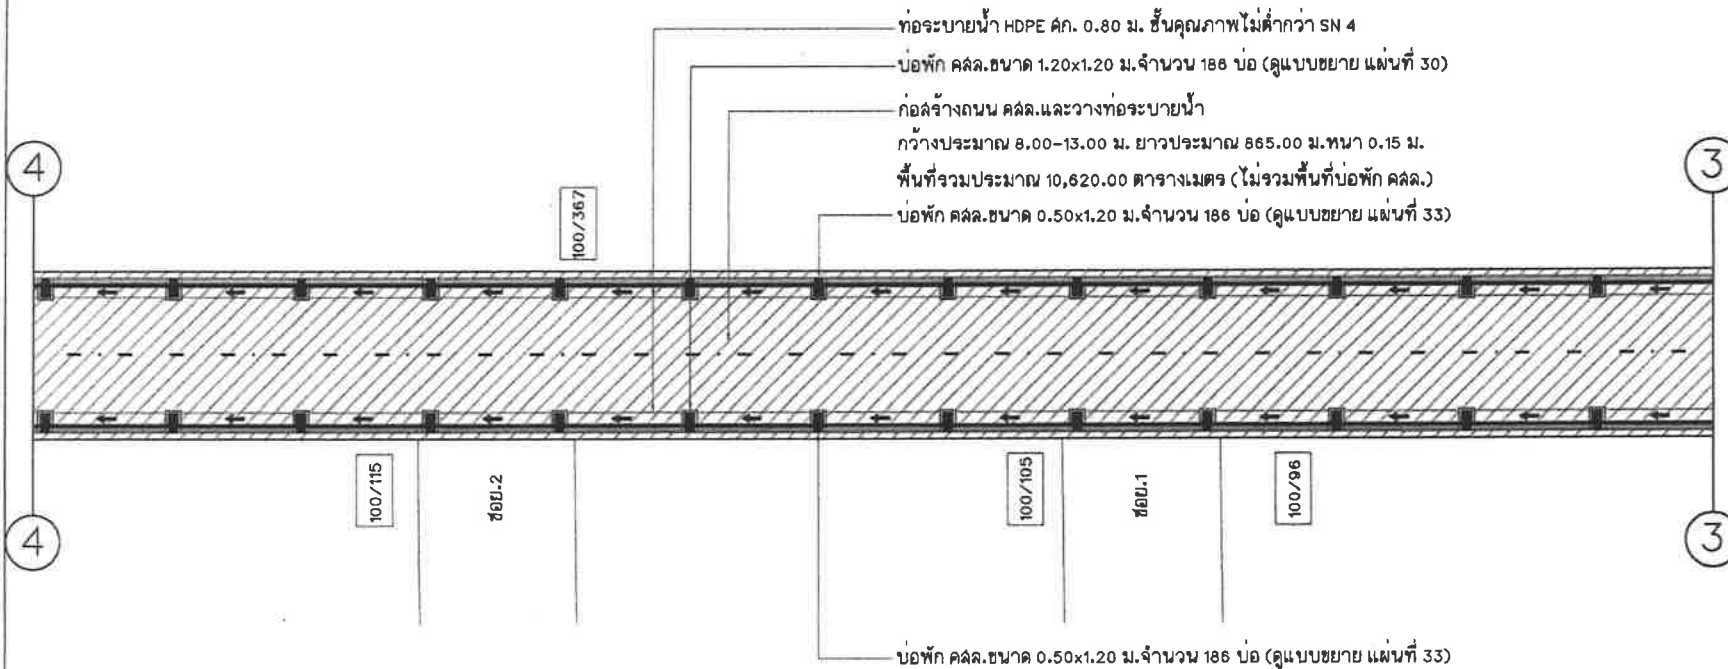 ท่อระบายน้ำ HDPE ศก. 0.80 ม. ชั้นคุณภาพไม่ต่ำกว่า SN 4
บ่อพัก คสล.ขนาด 1.20x1.20 ม.จำนวน 186 บ่อ (ดูแบบขยาย แผ่นที่ 30)
ก่อสร้างถนน คสล.และวางท่อระบายน้ำ
กว้างประมาณ 8.00-13.00 ม. ยาวประมาณ 865.00 ม.หนา 0.15 ม.
พื้นที่รวมประมาณ 10,620.00 ตารางเมตร (ไม่รวมพื้นที่บ่อพัก คสล.)
บ่อพัก คสล.ขนาด 0.50x1.20 ม.จำนวน 186 บ่อ (ดูแบบขยาย แผ่นที่ 33)
4
3
100/367
100/115
ซอย.2
100/105
ซอย.1
100/96
4
3
บ่อพัก คสล.ขนาด 0.50x1.20 ม.จำนวน 186 บ่อ (ดูแบบขยาย แผ่นที่ 33)